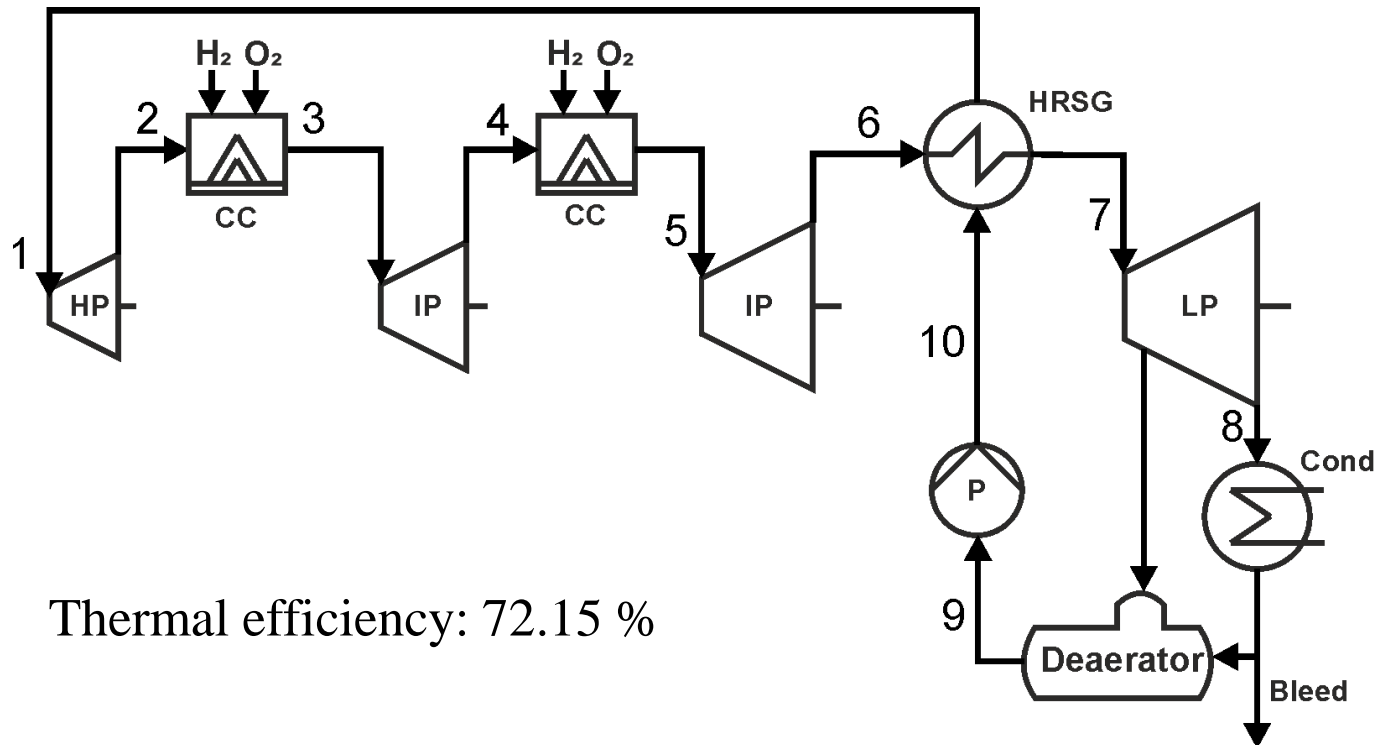 H₂ O₂
H₂ O₂
HRSG
2
3
4
6
CC
CC
1
5
7
HP
IP
IP
LP
10
8
Cond
P
9
Deaerator
Bleed
Thermal efficiency: 72.15 %